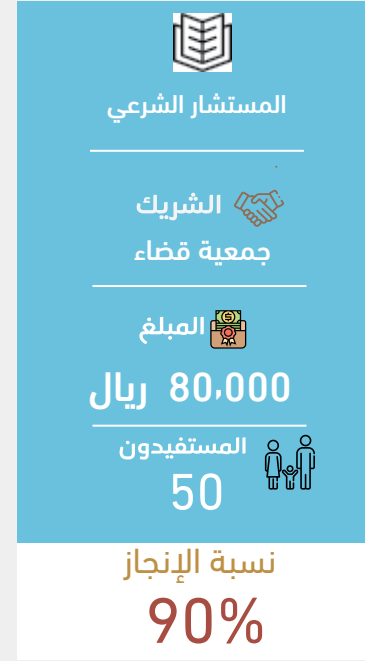 المستشار الشرعي
الشريك
جمعية قضاء
المبلغ
80,000 ريال
المستفيدون
50
نسبة الإنجاز
90%